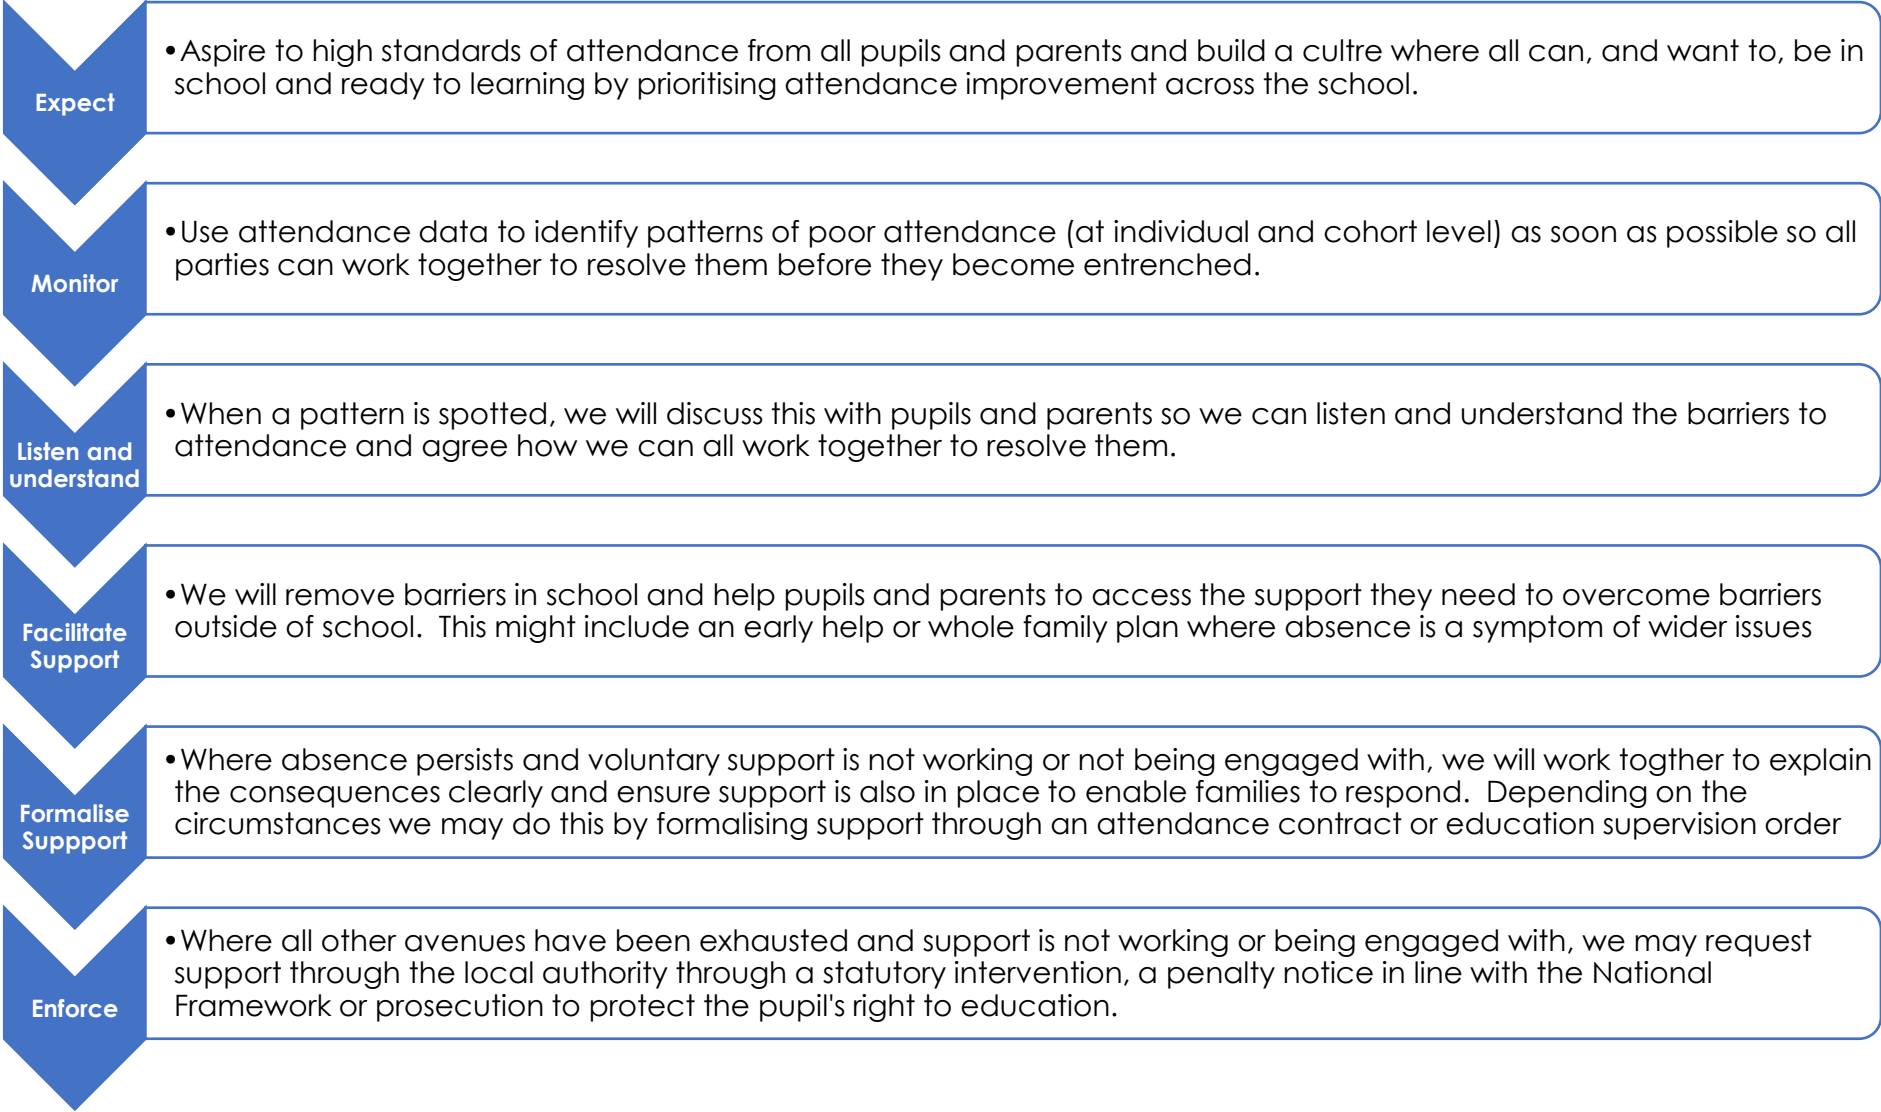 Expect
•Aspire to high standards of attendance from all pupils and parents and build a cultre where all can, and want to, be in
school and ready to learning by prioritising attendance improvement across the school.
Monitor
•Use attendance data to identify patterns of poor attendance (at individual and cohort level) as soon as possible so all
parties can work together to resolve them before they become entrenched.
Listen and
understand
•When a pattern is spotted, we will discuss this with pupils and parents so we can listen and understand the barriers to
attendance and agree how we can all work together to resolve them.
Facilitate
Support
•We will remove barriers in school and help pupils and parents to access the support they need to overcome barriers
outside of school.  This might include an early help or whole family plan where absence is a symptom of wider issues
Formalise
Suppport
•Where absence persists and voluntary support is not working or not being engaged with, we will work togther to explain
the consequences clearly and ensure support is also in place to enable families to respond.  Depending on the
circumstances we may do this by formalising support through an attendance contract or education supervision order
Enforce
•Where all other avenues have been exhausted and support is not working or being engaged with, we may request
support through the local authority through a statutory intervention, a penalty notice in line with the National
Framework or prosecution to protect the pupil's right to education.